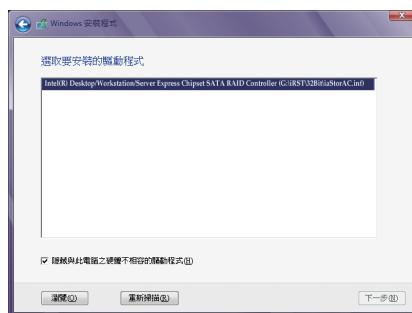 Windows 安裝程式
選取要安裝的驅動程式
Intel(R) Desktop/Workstation/Server Express Chipset SATA RAID Controller (G:\iRST\32Bit\iaStorAC.inf)
隱藏與此電腦之硬體不相容的驅動程式(H)
瀏覽(O)
重新掃描(R)
下一步(N)